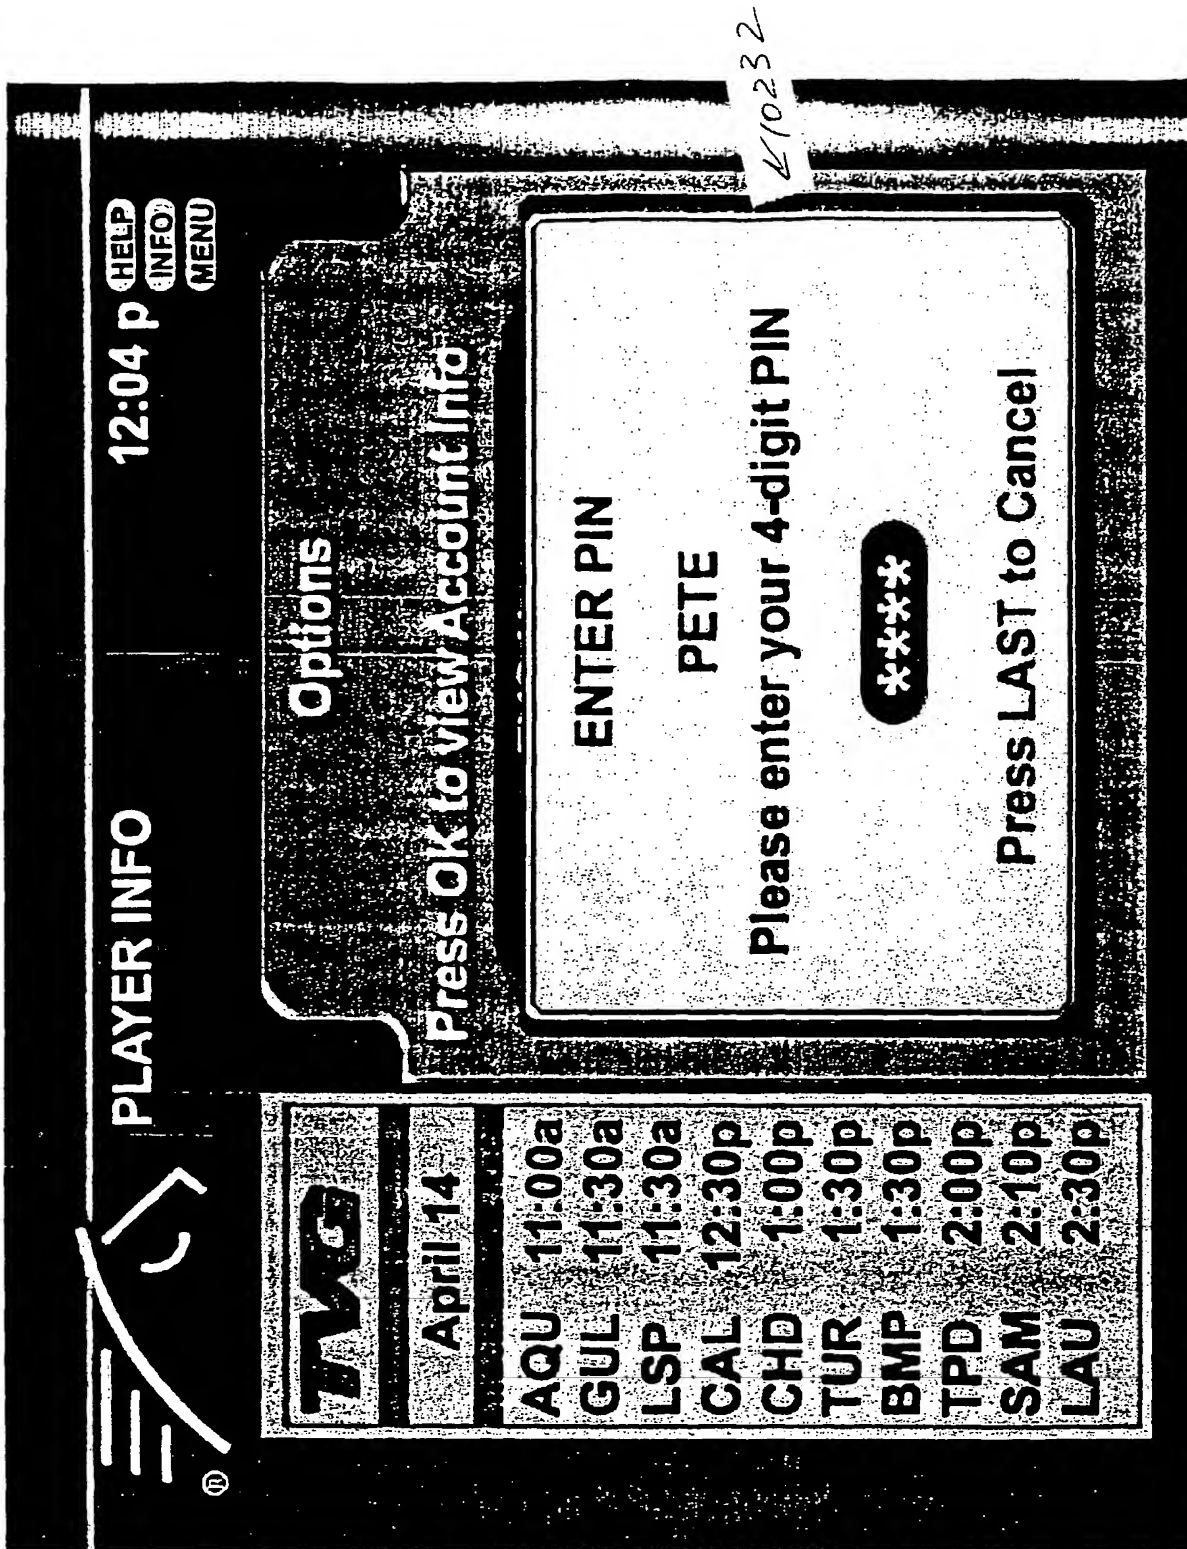 PLAYER INFO
12:04 p
HELP
INFO
MENU
®
TVG
April 14
AQU 11:00a
GUL 11:30a
LSP 11:30a
CAL 12:30p
CHD 1:00p
TUR 1:30p
BMP 1:30p
TPD 2:00p
SAM 2:10p
LAU 2:30p
Options
Press OK to view Account Info
ENTER PIN
PETE
Please enter your 4-digit PIN
****
Press LAST to Cancel
10232